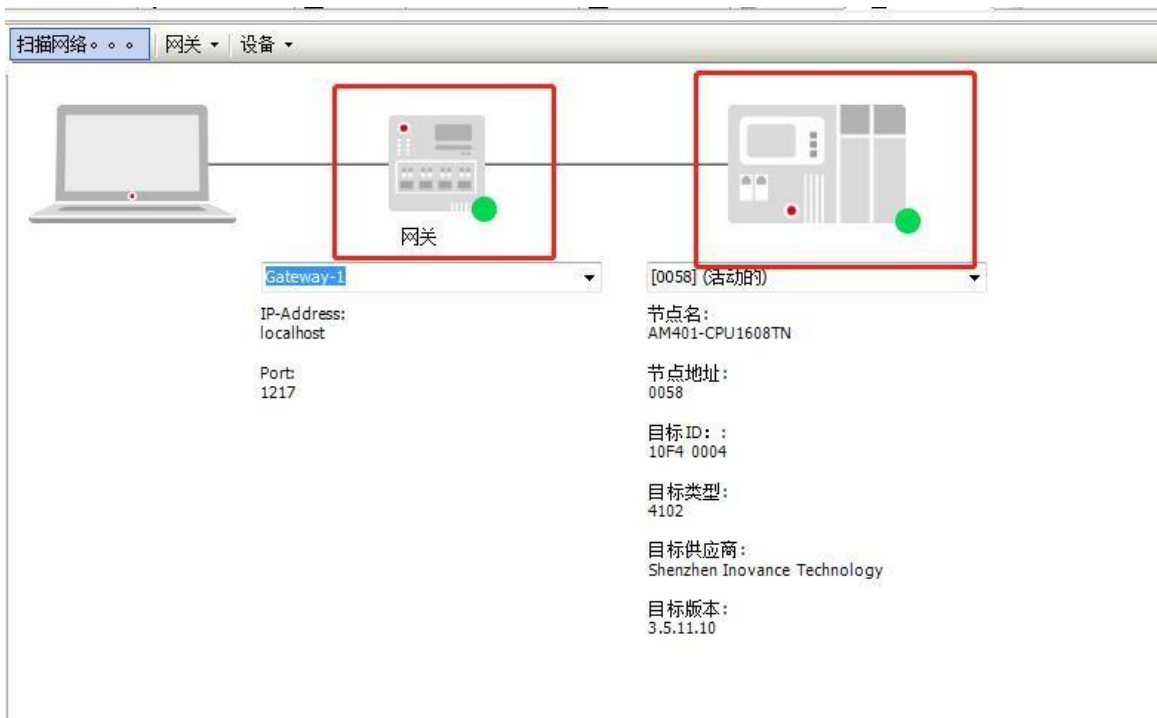 扫描网络。。。 网关 设备
网关
Gateway-1
[0058] (活动的)
IP-Address:
localhost
Port:
1217
节点名:
AM401-CPU1608TN
节点地址:
0058
目标ID: :
10F4 0004
目标类型:
4102
目标供应商:
Shenzhen Inovance Technology
目标版本:
3.5.11.10